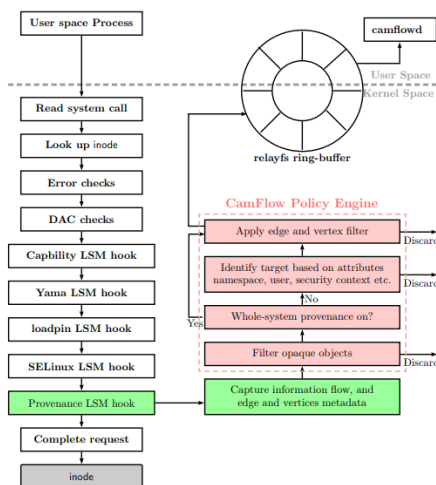 User space Process
camflowd
User Space
Kernel Space
relayfs ring-buffer
Read system call
Look up inode
Error checks
DAC checks
Capbility LSM hook
Yama LSM hook
loadpin LSM hook
SELinux LSM hook
Provenance LSM hook
Complete request
inode
CamFlow Policy Engine
Apply edge and vertex filter
Discard
Identify target based on attributes
namespace, user, security context etc.
Discard
No
Whole-system provenance on?
Yes
Filter opaque objects
Discard
Capture information flow, and
edge and vertices metadata